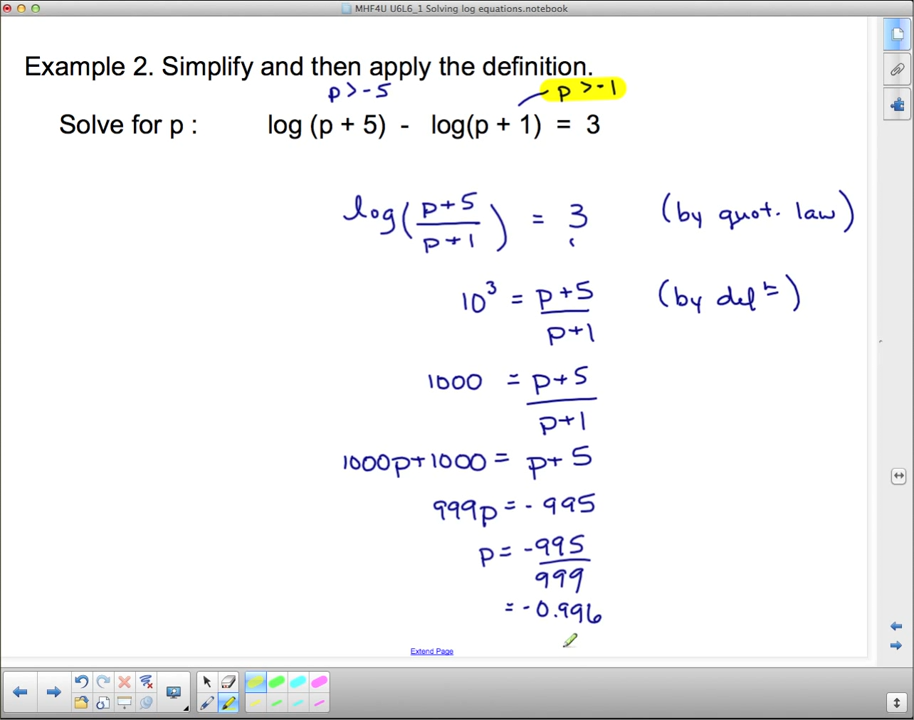 MHF4U U6L6_1 Solving log equations.notebook
Example 2. Simplify and then apply the definition.
p > -5 p > -1
Solve for p : log (p + 5) - log(p + 1) = 3
log(p+5/p+1) = 3 (by quot. law)
10³ = p+5/p+1 (by defⁿ)
1000 = p+5/p+1
1000p+1000 = p+5
999p = -995
p = -995/999
= -0.996
Extend Page